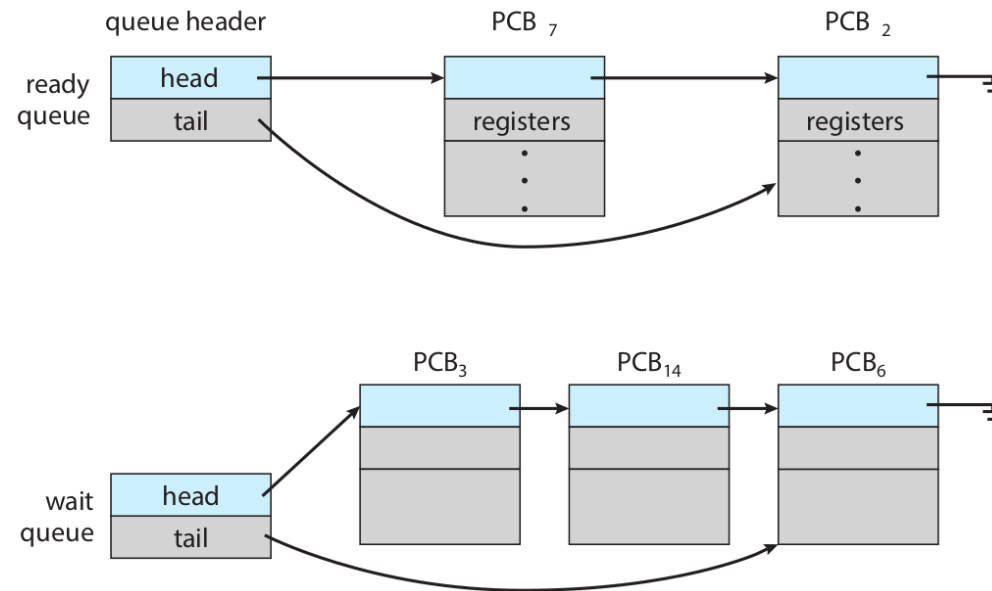 queue header PCB 7 PCB 2
ready queue
head
tail
registers
registers
PCB3 PCB14 PCB6
wait queue
head
tail